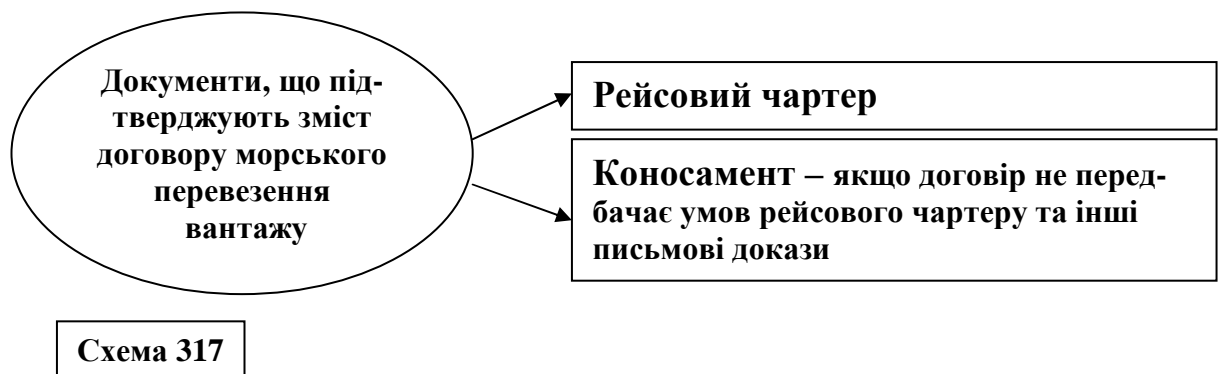 Документи, що під-
тверджують зміст
договору морського
перевезення
вантажу
Рейсовий чартер
Коносамент – якщо договір не перед-
бачає умов рейсового чартеру та інші
письмові докази
Схема 317